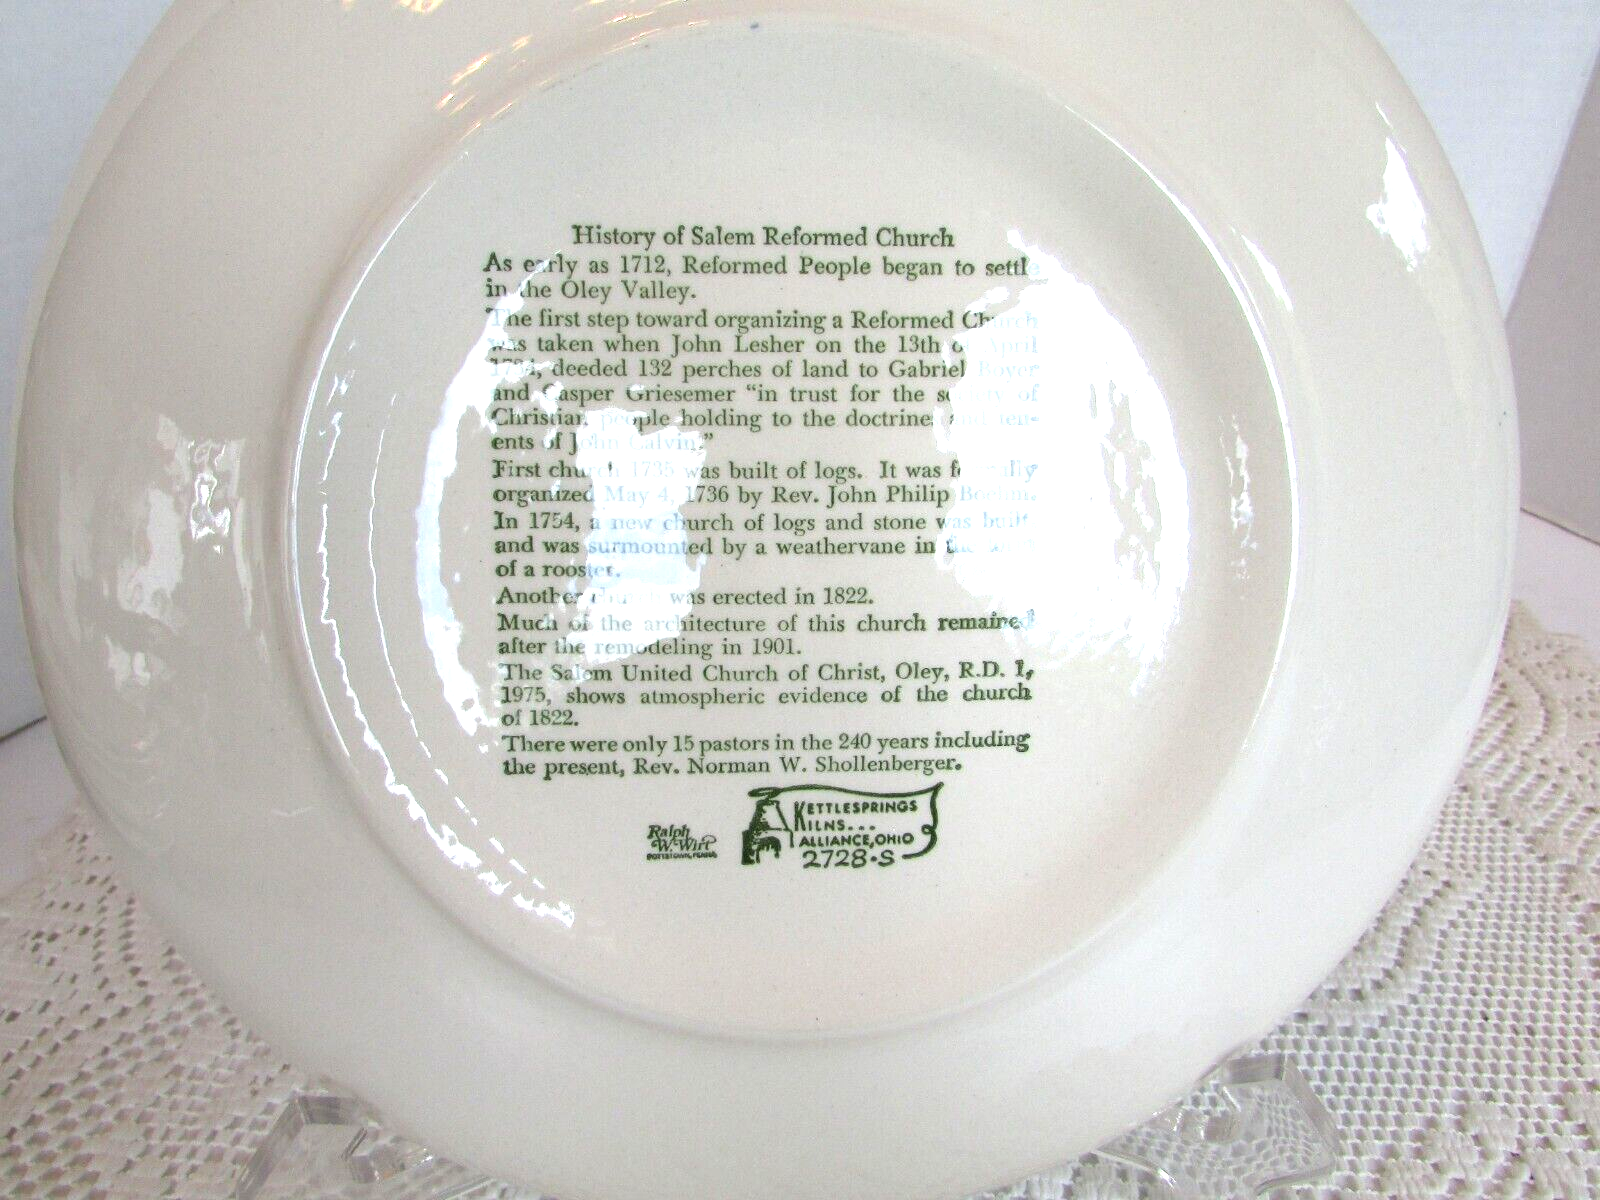 History of Salem Reformed Church
As early as 1712, Reformed People began to settle
in the Oley Valley.
The first step toward organizing a Reformed Church
was taken when John Lesher on the 13th of April
1734, deeded 132 perches of land to Gabriel Boyer
and Casper Griesemer “in trust for the society of
Christian people holding to the doctrines and ten-
ents of John Calvin.”
First church 1735 was built of logs. It was formally
organized May 4, 1736 by Rev. John Philip Boehm.
In 1754, a new church of logs and stone was built
and was surmounted by a weathervane in the
of a rooster.
Another church was erected in 1822.
Much of the architecture of this church remained
after the remodeling in 1901.
The Salem United Church of Christ, Oley, R.D. 1,
1975, shows atmospheric evidence of the church
of 1822.
There were only 15 pastors in the 240 years including
the present, Rev. Norman W. Shollenberger.
Ralph
W. Wirt
POTTSTOWN, PENNA.
KETTLESPRINGS
KILNS...
ALLIANCE, OHIO
2728-S